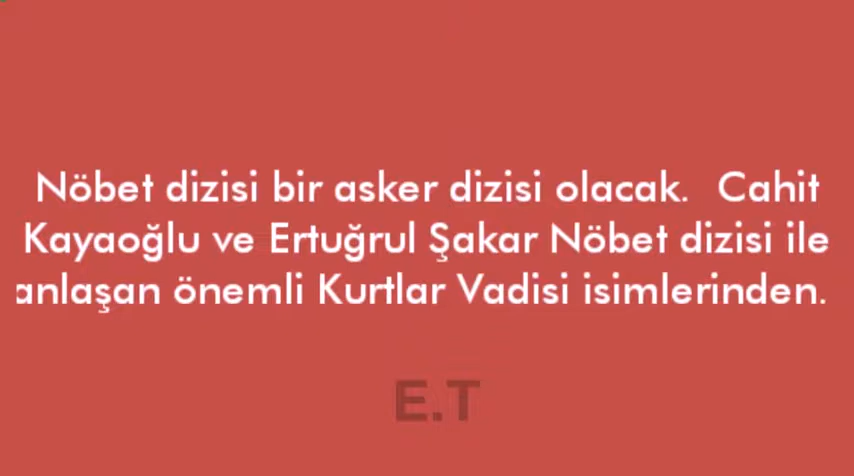 Nöbet dizisi bir asker dizisi olacak. Cahit
Kayaoğlu ve Ertuğrul Şakar Nöbet dizisi ile
anlaşan önemli Kurtlar Vadisi isimlerinden.
E.T